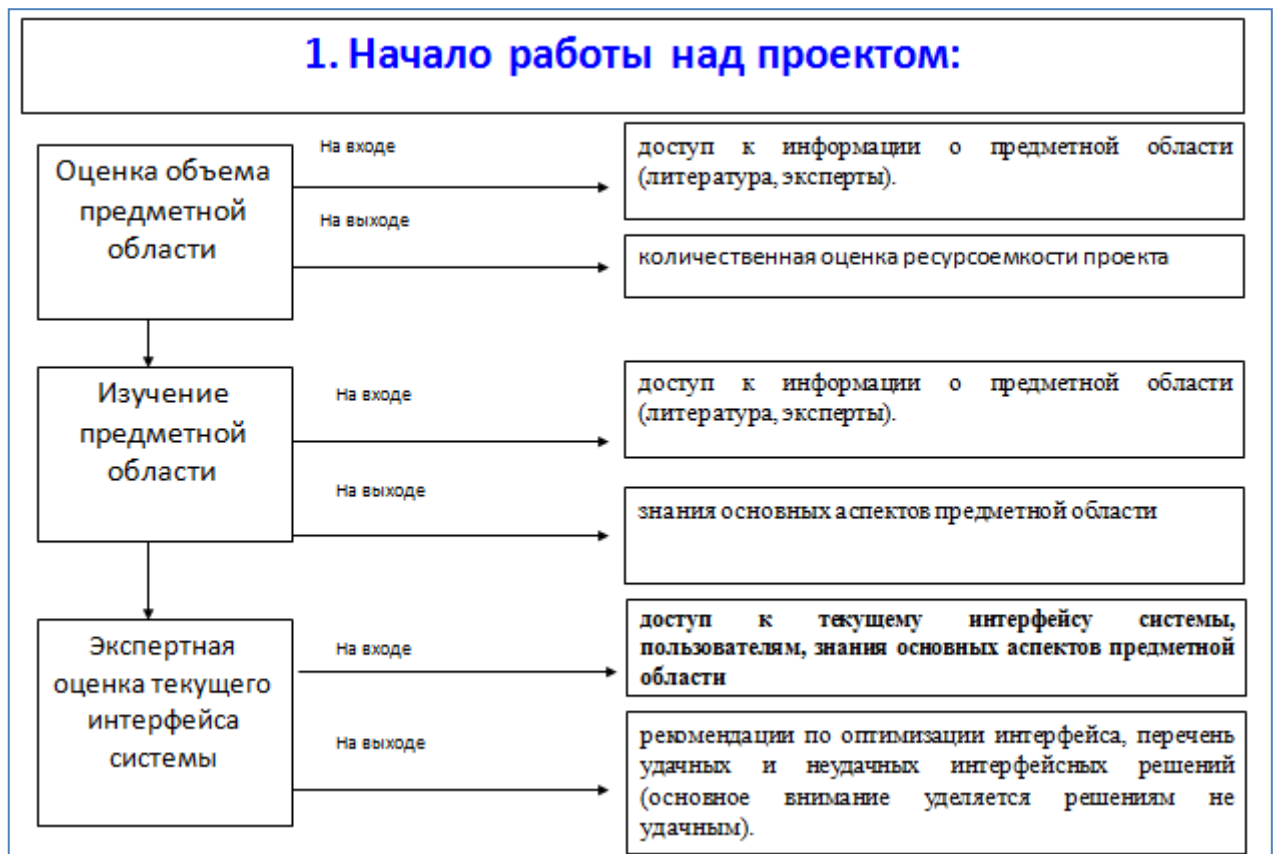 1. Начало работы над проектом:
Оценка объема
предметной
области
На входе
доступ к информации о предметной области
(литература, эксперты).
На выходе
количественная оценка ресурсоемкости проекта
Изучение
предметной
области
На входе
доступ к информации о предметной области
(литература, эксперты).
На выходе
знания основных аспектов предметной области
Экспертная
оценка текущего
интерфейса
системы
На входе
доступ к текущему интерфейсу системы,
пользователям, знания основных аспектов предметной
области
На выходе
рекомендации по оптимизации интерфейса, перечень
удачных и неудачных интерфейсных решений
(основное внимание уделяется решениям не
удачным).